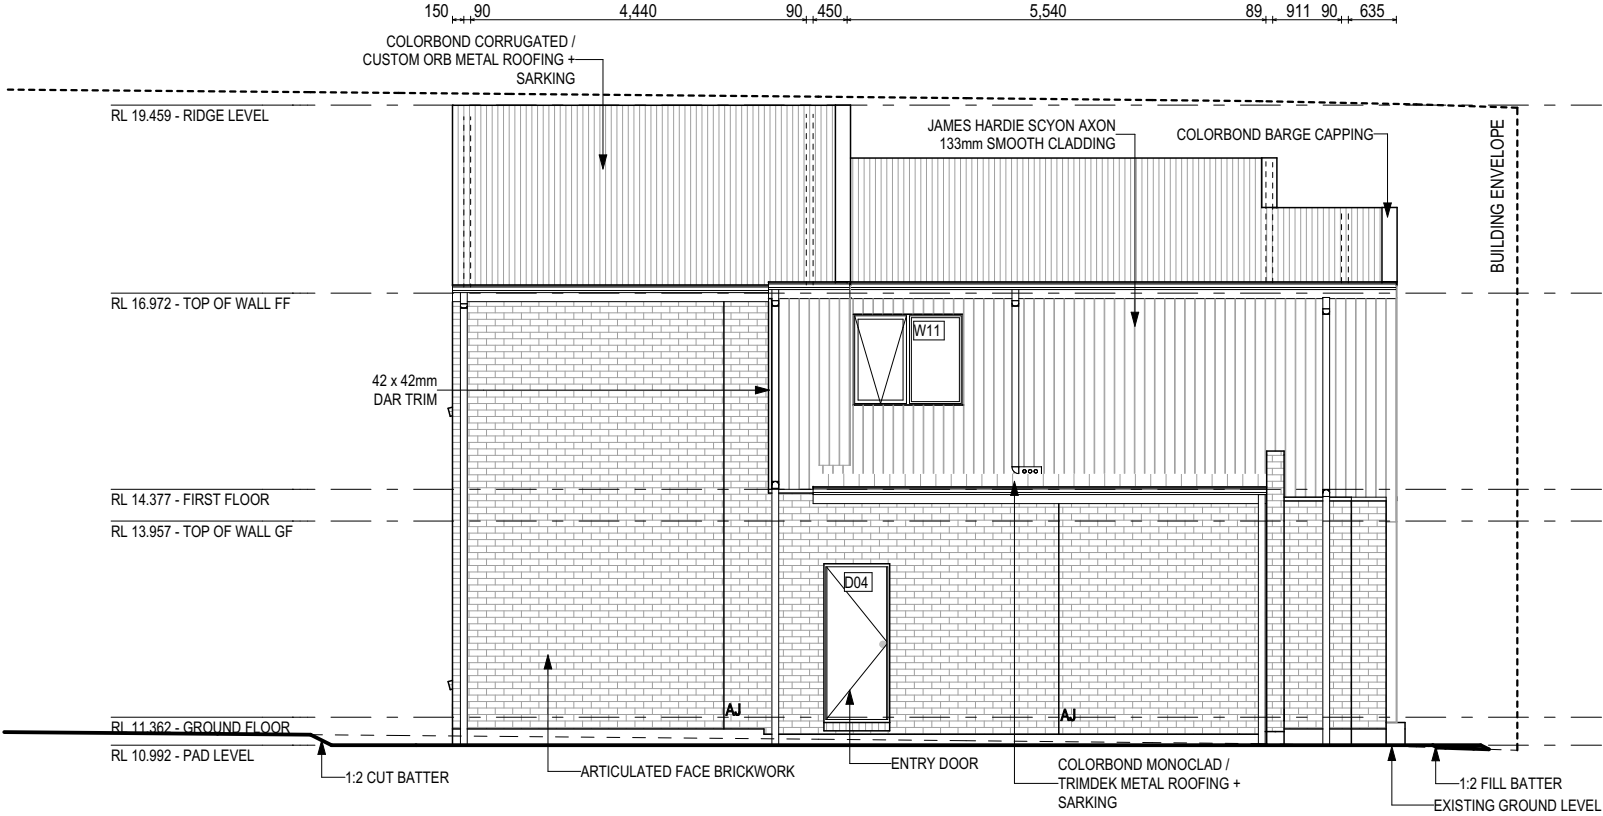 150 90 4,440 90 450 5,540 89 911 90 635
COLORBOND CORRUGATED /
CUSTOM ORB METAL ROOFING +
SARKING
RL 19.459 - RIDGE LEVEL
JAMES HARDIE SCYON AXON
133mm SMOOTH CLADDING
COLORBOND BARGE CAPPING
BUILDING ENVELOPE
RL 16.972 - TOP OF WALL FF
W11
42 x 42mm
DAR TRIM
RL 14.377 - FIRST FLOOR
RL 13.957 - TOP OF WALL GF
D04
AJ
AJ
RL 11.362 - GROUND FLOOR
RL 10.992 - PAD LEVEL
1:2 CUT BATTER
ARTICULATED FACE BRICKWORK
ENTRY DOOR
COLORBOND MONOCLAD /
TRIMDEK METAL ROOFING +
SARKING
1:2 FILL BATTER
EXISTING GROUND LEVEL